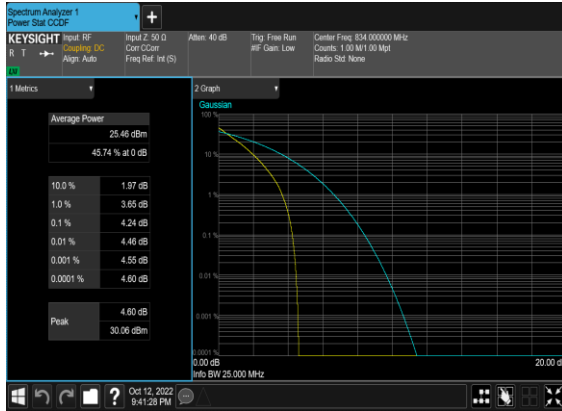 Spectrum Analyzer 1
Power Stat CCDF
+
KEYSIGHT
R T
LU
Input: RF
Coupling: DC
Align: Auto
Input Z: 50 Ω
Corr CCorr
Freq Ref: Int (S)
Atten: 40 dB
Trig: Free Run
#IF Gain: Low
Center Freq: 834.000000 MHz
Counts: 1.00 M/1.00 Mpt
Radio Std: None
1 Metrics
Average Power
25.46 dBm
45.74 % at 0 dB
10.0 % 1.97 dB
1.0 % 3.65 dB
0.1 % 4.24 dB
0.01 % 4.46 dB
0.001 % 4.55 dB
0.0001 % 4.60 dB
Peak
4.60 dB
30.06 dBm
2 Graph
Gaussian
100 %
10 %
1 %
0.1 %
0.01 %
0.001 %
0.0001 %
0.00 dB
20.00 d
Info BW 25.000 MHz
?
Oct 12, 2022
9:41:28 PM